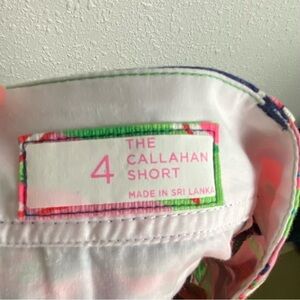 THE
4 CALLAHAN
SHORT
MADE IN SRI LANKA